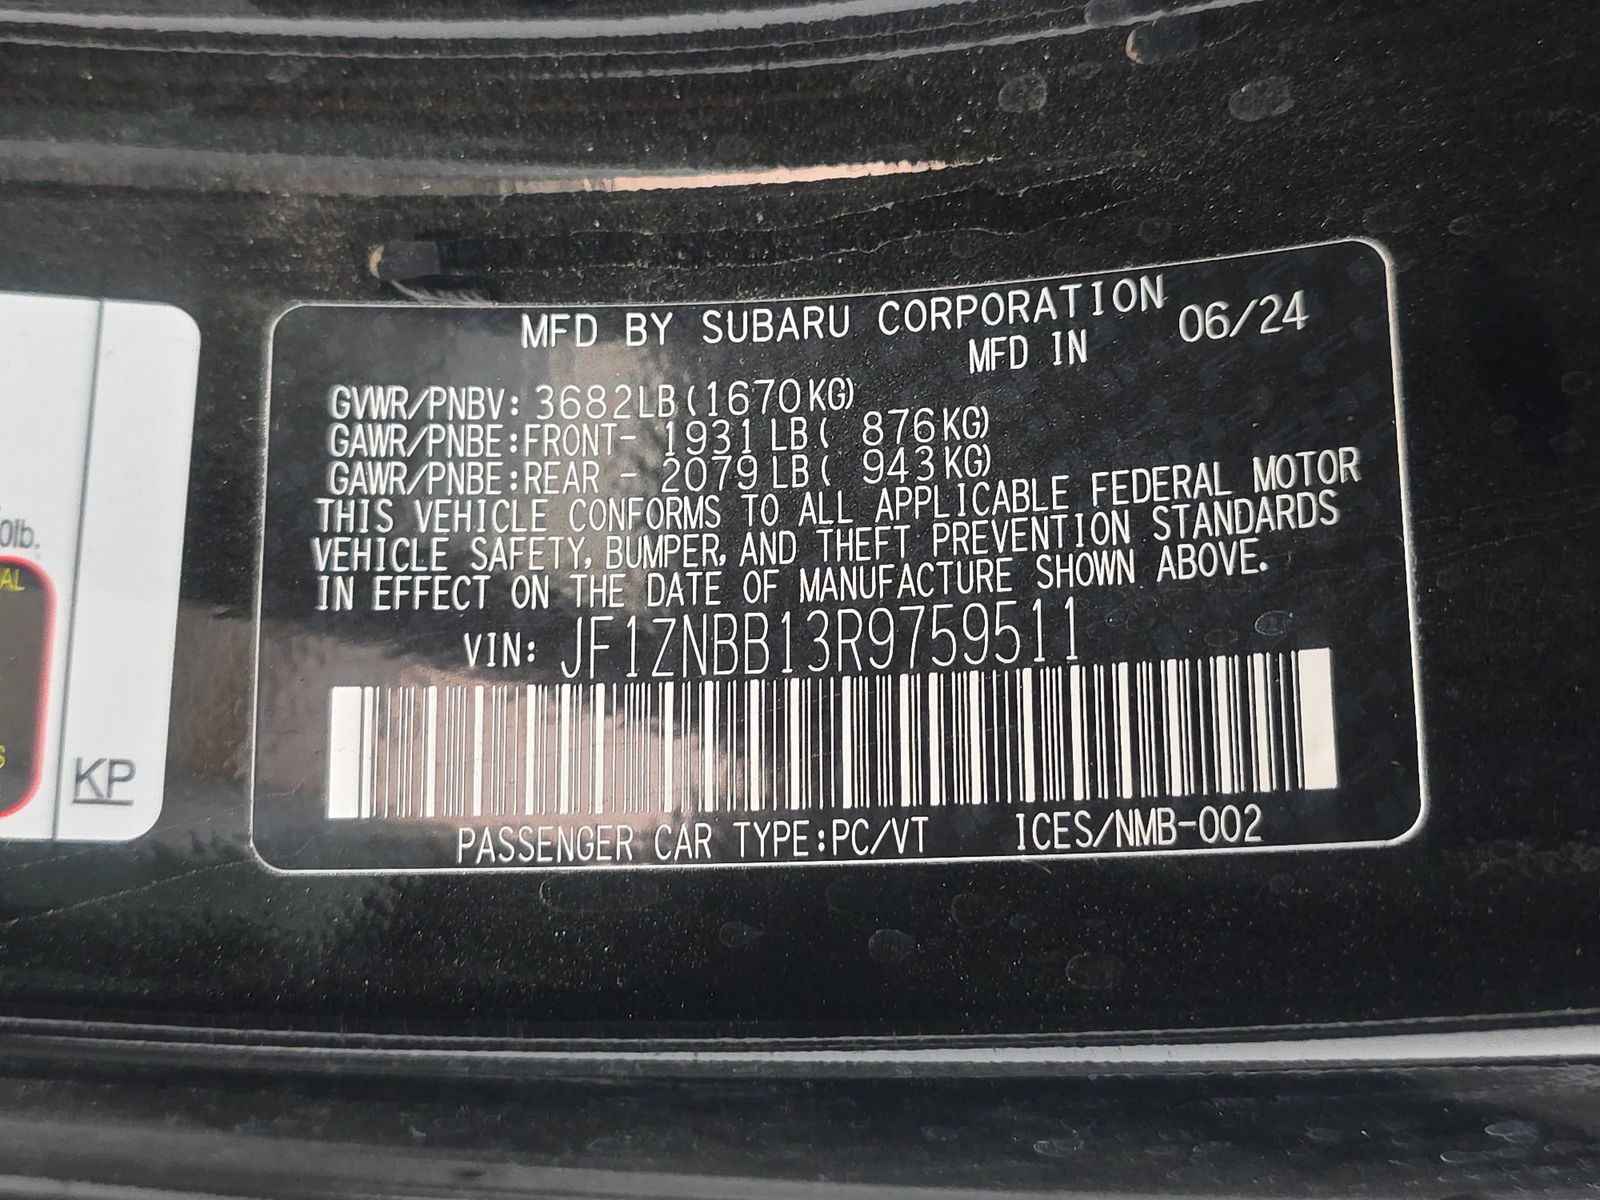 MFD BY SUBARU CORPORATION 06/24
MFD IN
GVWR/PNBV: 3682LB(1670KG)
GAWR/PNBE:FRONT- 1931LB( 876KG)
GAWR/PNBE:REAR - 2079LB( 943KG)
THIS VEHICLE CONFORMS TO ALL APPLICABLE FEDERAL MOTOR
VEHICLE SAFETY, BUMPER, AND THEFT PREVENTION STANDARDS
IN EFFECT ON THE DATE OF MANUFACTURE SHOWN ABOVE.
VIN: JF1ZNBB13R9759511
PASSENGER CAR TYPE:PC/VT ICES/NMB-002
KP